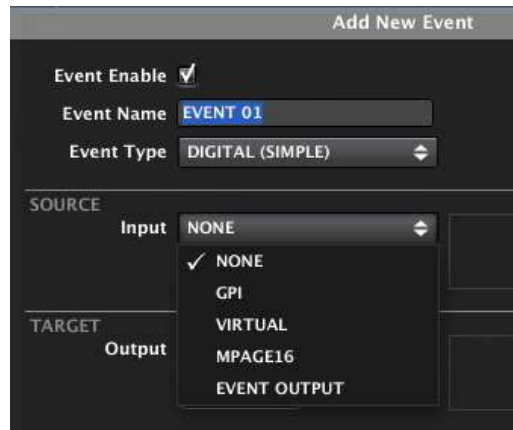 Add New Event
Event Enable
Event Name EVENT 01
Event Type DIGITAL (SIMPLE)
SOURCE
Input NONE
✓ NONE
GPI
VIRTUAL
TARGET
Output
MPAGE16
EVENT OUTPUT